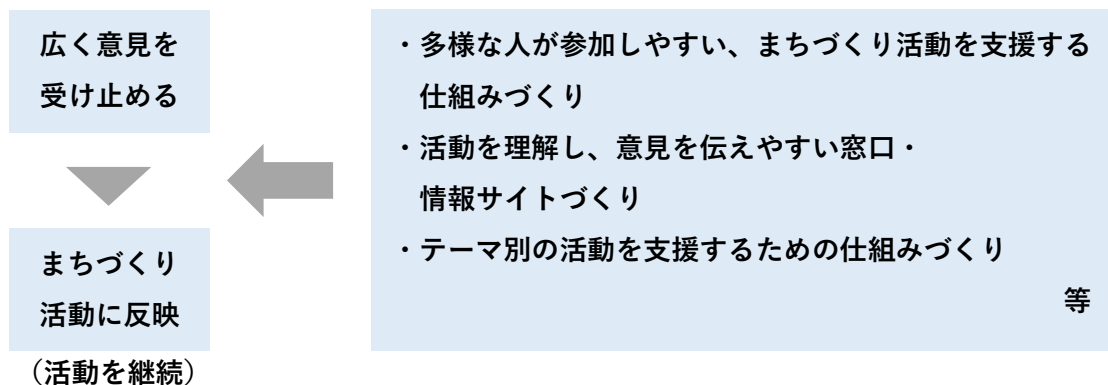 広く意見を
受け止める
まちづくり
活動に反映
（活動を継続）
・多様な人が参加しやすい、まちづくり活動を支援する
仕組みづくり
・活動を理解し、意見を伝えやすい窓口・
情報サイトづくり
・テーマ別の活動を支援するための仕組みづくり
等